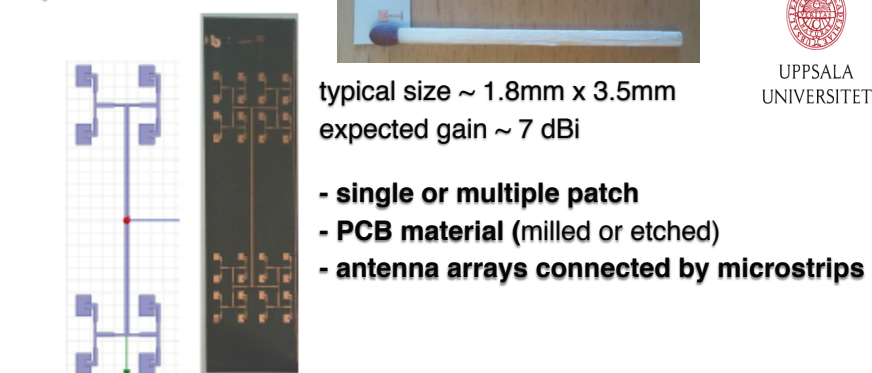 UPPSALA
UNIVERSITET
typical size ~ 1.8mm x 3.5mm
expected gain ~ 7 dBi
- single or multiple patch
- PCB material (milled or etched)
- antenna arrays connected by microstrips